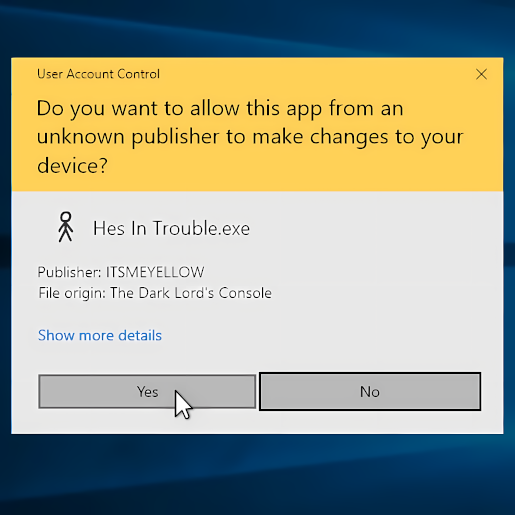 User Account Control
Do you want to allow this app from an
unknown publisher to make changes to your
device?
Hes In Trouble.exe
Publisher: ITSMEYELLOW
File origin: The Dark Lord's Console
Show more details
Yes
No